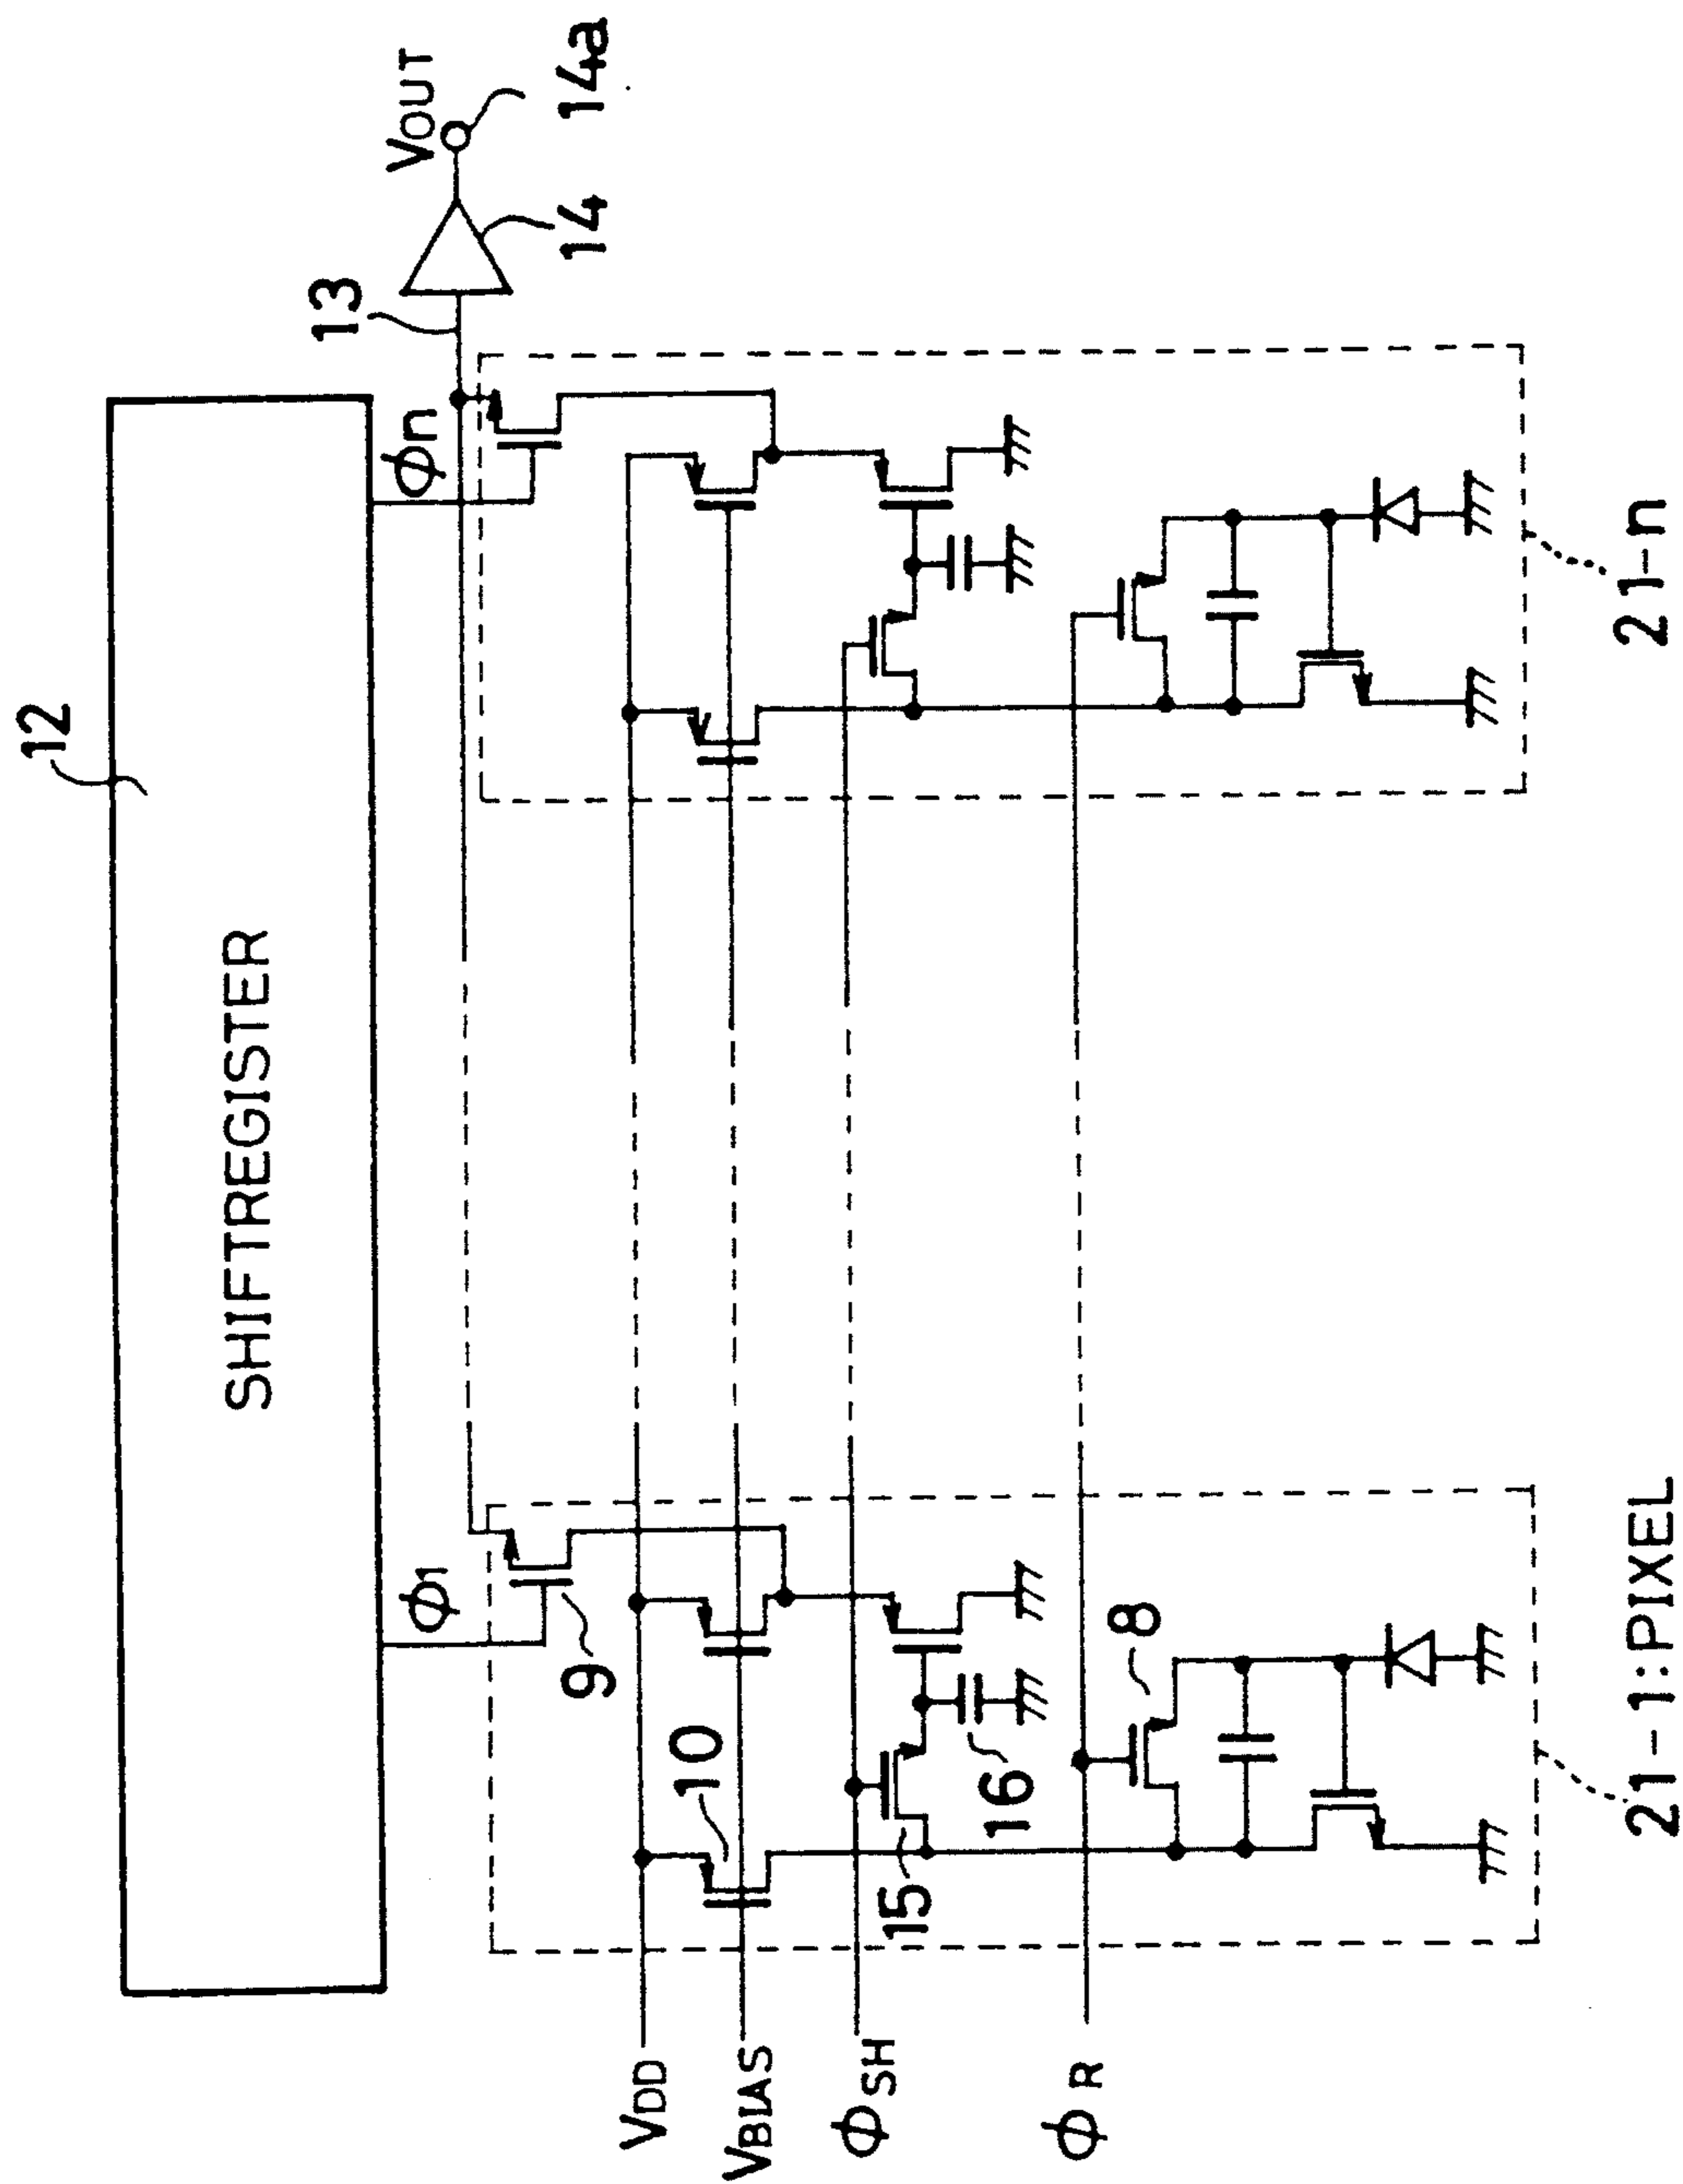 12
SHIFTREGISTER
ϕ1
ϕn
13
VOUT
14
14a
9
10
VDD
VBIAS
ϕSH
15
16
8
ϕR
21-1:PIXEL
21-n